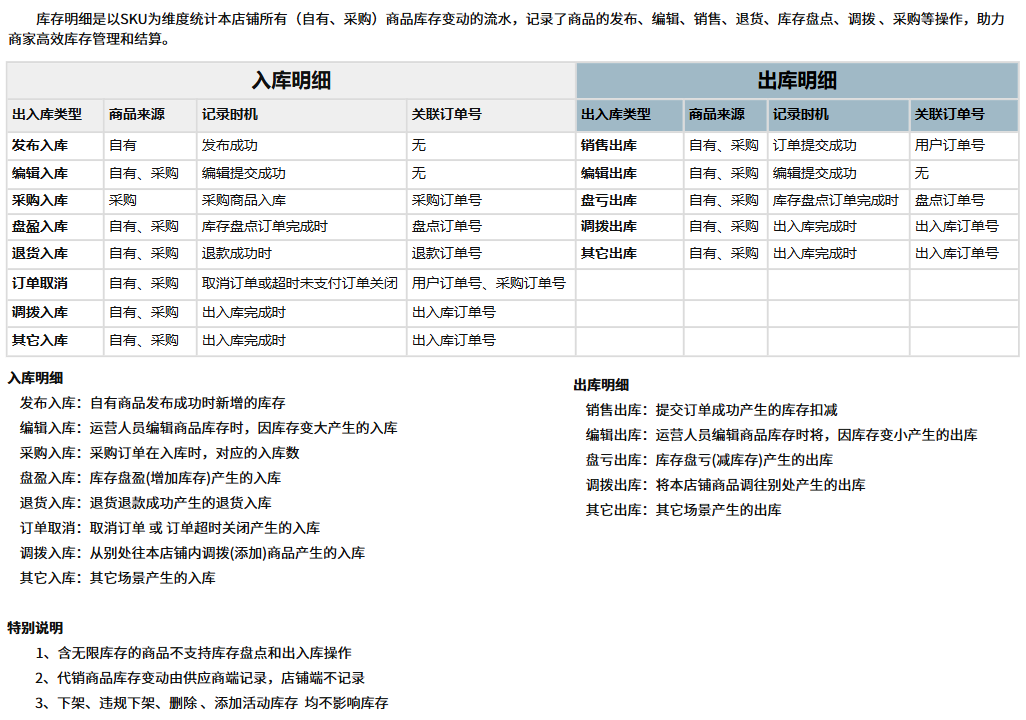 库存明细是以SKU为维度统计本店铺所有（自有、采购）商品库存变动的流水，记录了商品的发布、编辑、销售、退货、库存盘点、调拨 、采购等操作，助力
商家高效库存管理和结算。
入库明细 出库明细
出入库类型 商品来源 记录时机 关联订单号 出入库类型 商品来源 记录时机 关联订单号
发布入库 自有 发布成功 无 销售出库 自有、采购 订单提交成功 用户订单号
编辑入库 自有、采购 编辑提交成功 无 编辑出库 自有、采购 编辑提交成功 无
采购入库 采购 采购商品入库 采购订单号 盘亏出库 自有、采购 库存盘点订单完成时 盘点订单号
盘盈入库 自有、采购 库存盘点订单完成时 盘点订单号 调拨出库 自有、采购 出入库完成时 出入库订单号
退货入库 自有、采购 退款成功时 退款订单号 其它出库 自有、采购 出入库完成时 出入库订单号
订单取消 自有、采购 取消订单或超时未支付订单关闭 用户订单号、采购订单号
调拨入库 自有、采购 出入库完成时 出入库订单号
其它入库 自有、采购 出入库完成时 出入库订单号
入库明细
发布入库：自有商品发布成功时新增的库存
编辑入库：运营人员编辑商品库存时，因库存变大产生的入库
采购入库：采购订单在入库时，对应的入库数
盘盈入库：库存盘盈(增加库存)产生的入库
退货入库：退货退款成功产生的退货入库
订单取消：取消订单 或 订单超时关闭产生的入库
调拨入库：从别处往本店铺内调拨(添加)商品产生的入库
其它入库：其它场景产生的入库
出库明细
销售出库：提交订单成功产生的库存扣减
编辑出库：运营人员编辑商品库存时将，因库存变小产生的出库
盘亏出库：库存盘亏(减库存)产生的出库
调拨出库：将本店铺商品调往别处产生的出库
其它出库：其它场景产生的出库
特别说明
1、含无限库存的商品不支持库存盘点和出入库操作
2、代销商品库存变动由供应商端记录，店铺端不记录
3、下架、违规下架、删除 、添加活动库存 均不影响库存